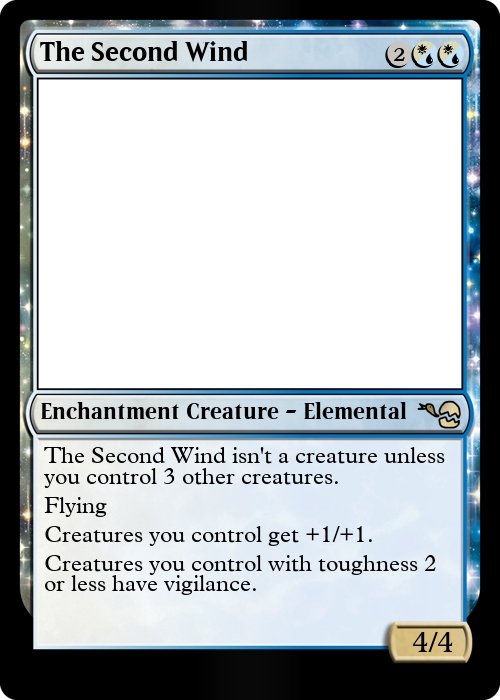 The Second Wind
2
Enchantment Creature – Elemental
The Second Wind isn't a creature unless
you control 3 other creatures.
Flying
Creatures you control get +1/+1.
Creatures you control with toughness 2
or less have vigilance.
4/4